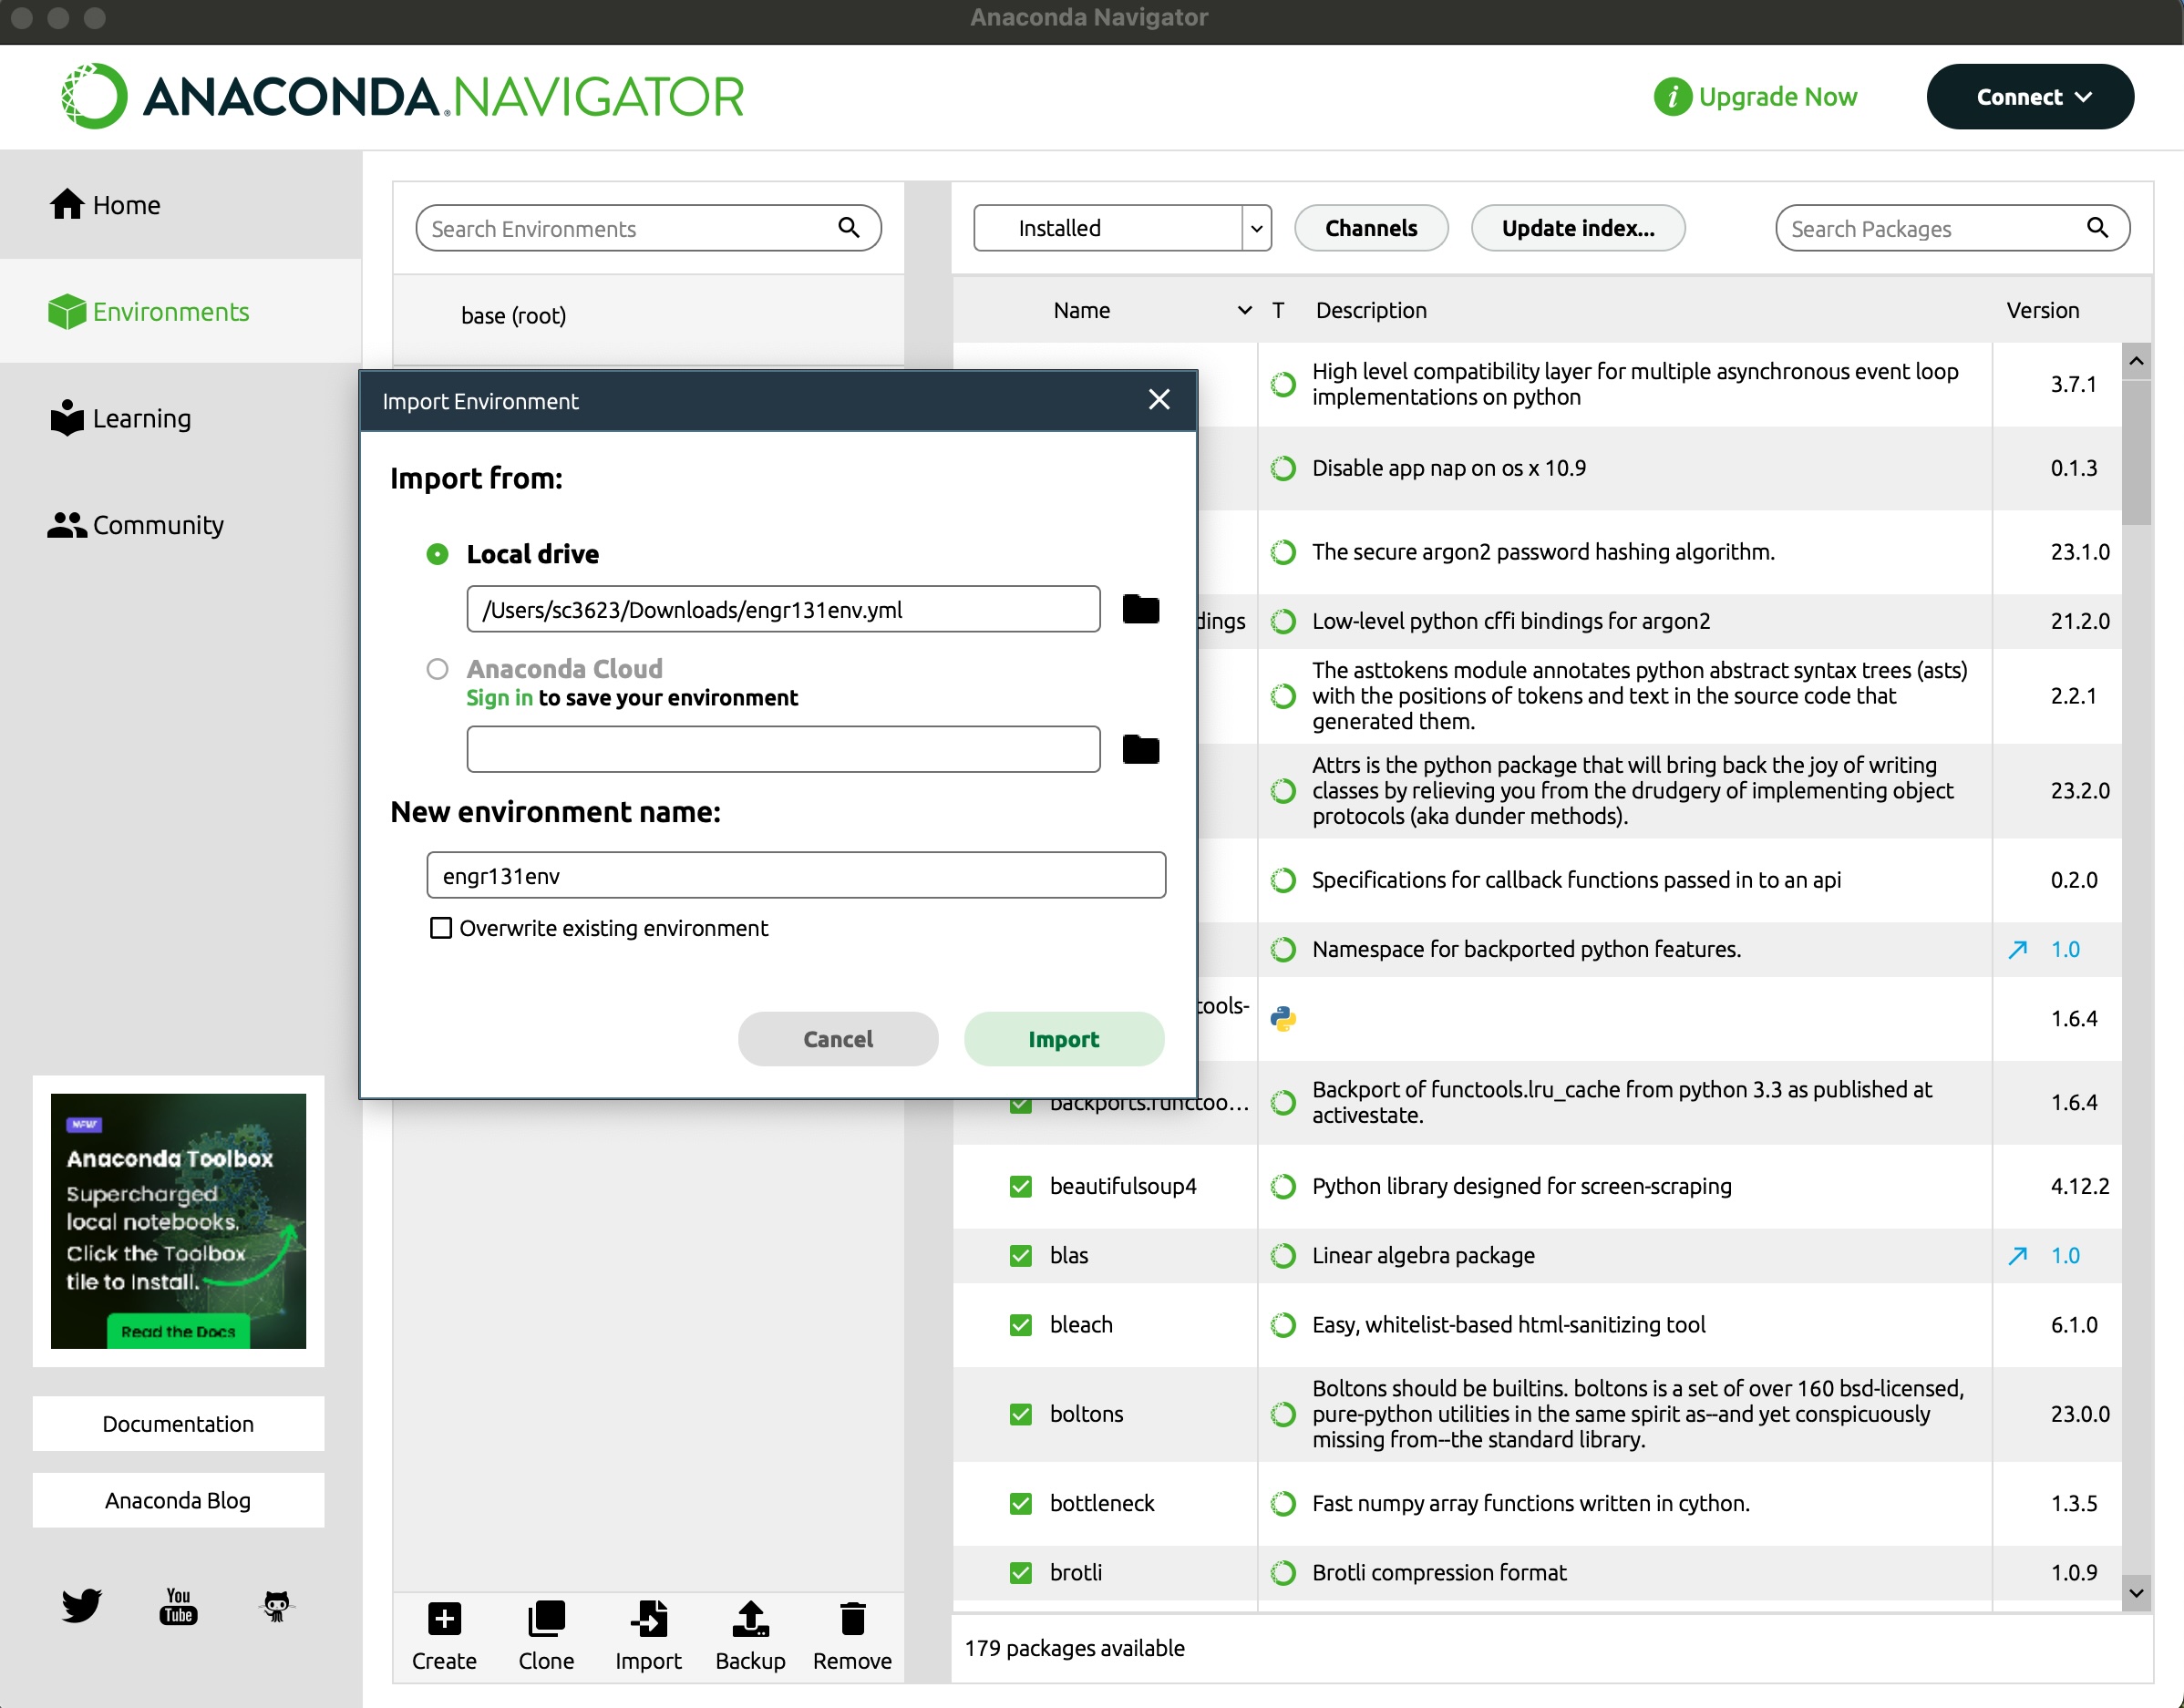 Anaconda Navigator
ANACONDA.NAVIGATOR
i Upgrade Now
Connect
Home
Environments
Learning
Community
Search Environments
base (root)
Installed
Channels
Update index...
Search Packages
Name
T
Description
Version
High level compatibility layer for multiple asynchronous event loop
implementations on python
3.7.1
Disable app nap on os x 10.9
0.1.3
The secure argon2 password hashing algorithm.
23.1.0
dings
Low-level python cffi bindings for argon2
21.2.0
The asttokens module annotates python abstract syntax trees (asts)
with the positions of tokens and text in the source code that
generated them.
2.2.1
Attrs is the python package that will bring back the joy of writing
classes by relieving you from the drudgery of implementing object
protocols (aka dunder methods).
23.2.0
Specifications for callback functions passed in to an api
0.2.0
Namespace for backported python features.
1.0
tools-
1.6.4
backports.functoo...
Backport of functools.lru_cache from python 3.3 as published at
activestate.
1.6.4
beautifulsoup4
Python library designed for screen-scraping
4.12.2
blas
Linear algebra package
1.0
bleach
Easy, whitelist-based html-sanitizing tool
6.1.0
boltons
Boltons should be builtins. boltons is a set of over 160 bsd-licensed,
pure-python utilities in the same spirit as--and yet conspicuously
missing from--the standard library.
23.0.0
bottleneck
Fast numpy array functions written in cython.
1.3.5
brotli
Brotli compression format
1.0.9
179 packages available
Import Environment
Import from:
Local drive
/Users/sc3623/Downloads/engr131env.yml
Anaconda Cloud
Sign in to save your environment
New environment name:
engr131env
Overwrite existing environment
Cancel
Import
NEW
Anaconda Toolbox
Supercharged
local notebooks.
Click the Toolbox
tile to Install.
Read the Docs
Documentation
Anaconda Blog
You
Tube
Create
Clone
Import
Backup
Remove